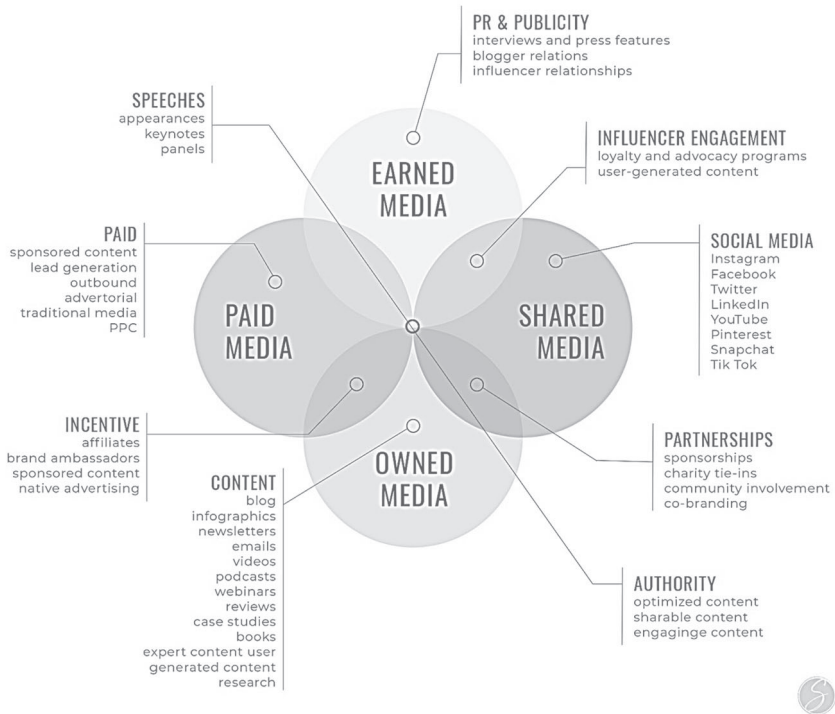 PR & PUBLICITY
interviews and press features
blogger relations
influencer relationships
SPEECHES
appearances
keynotes
panels
INFLUENCER ENGAGEMENT
loyalty and advocacy programs
user-generated content
EARNED
MEDIA
PAID
sponsored content
lead generation
outbound
advertorial
traditional media
PPC
SOCIAL MEDIA
Instagram
Facebook
Twitter
LinkedIn
YouTube
Pinterest
Snapchat
Tik Tok
PAID
MEDIA
SHARED
MEDIA
INCENTIVE
affiliates
brand ambassadors
sponsored content
native advertising
PARTNERSHIPS
sponsorships
charity tie-ins
community involvement
co-branding
OWNED
MEDIA
CONTENT
blog
infographics
newsletters
emails
videos
podcasts
webinars
reviews
case studies
books
expert content user
generated content
research
AUTHORITY
optimized content
sharable content
engaginge content
S